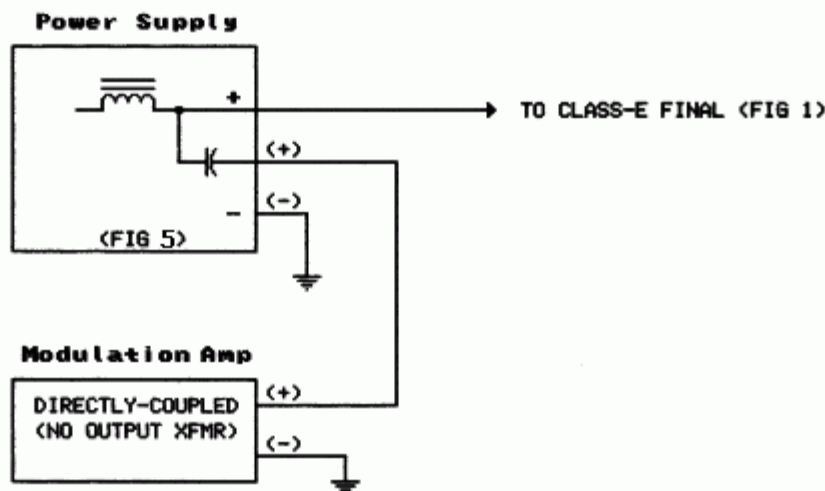 Power Supply
+
TO CLASS-E FINAL (FIG 1)
(+)
(-)
-
(FIG 5)
Modulation Amp
DIRECTLY-COUPLED
(NO OUTPUT XFMR)
(+)
(-)